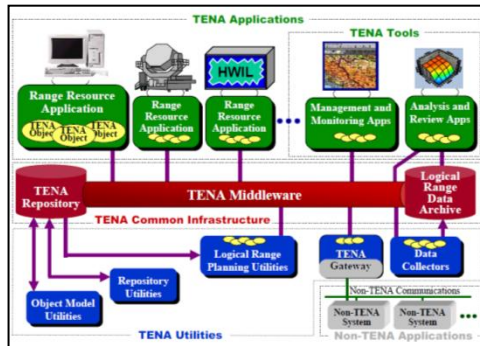 TENA Applications
TENA Tools
HWIL
Range Resource
Application
TENA
Object
TENA
Object
TENA
Object
Range
Resource
Application
Range
Resource
Application
Management and
Monitoring Apps
Analysis and
Review Apps
TENA
Repository
TENA Middleware
Logical
Range
Data
Archive
TENA Common Infrastructure
Logical Range
Planning Utilities
TENA
Gateway
Data
Collectors
Repository
Utilities
Object Model
Utilities
Non-TENA Communications
Non-TENA
System
Non-TENA
System
TENA Utilities
Non-TENA Applications